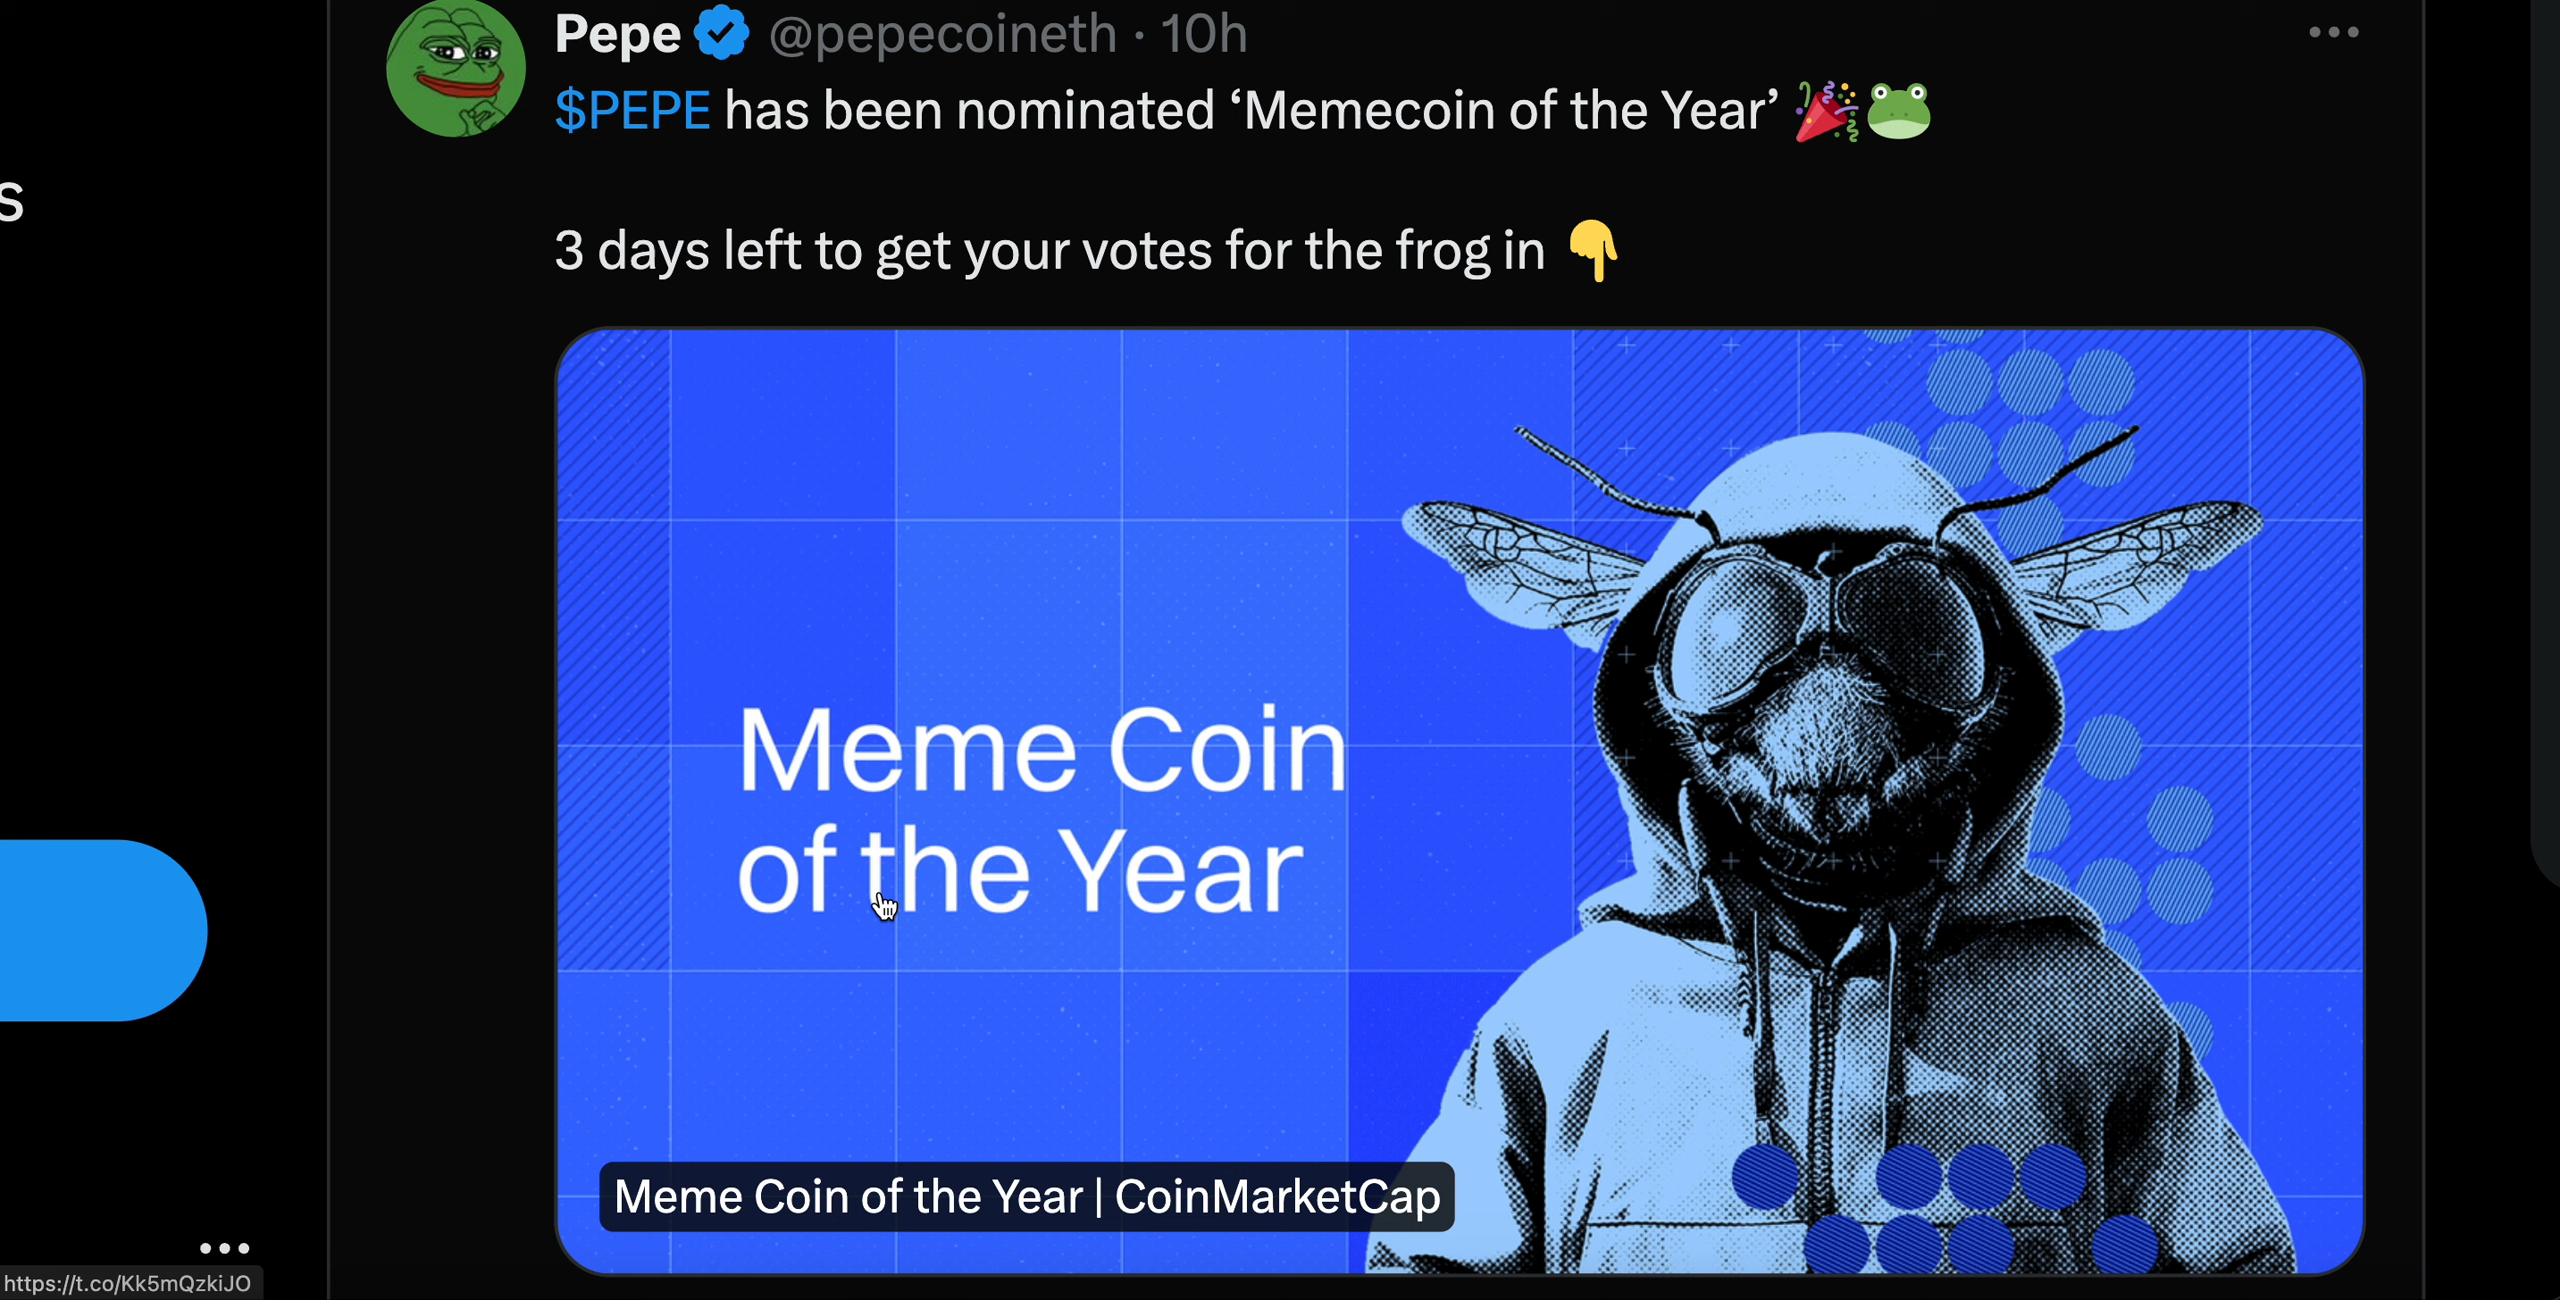 Pepe @pepecoineth · 10h
$PEPE has been nominated ‘Memecoin of the Year’ 🎉🐸
3 days left to get your votes for the frog in 👇
s
Meme Coin
of the Year
Meme Coin of the Year | CoinMarketCap
https://t.co/Kk5mQzkiJO